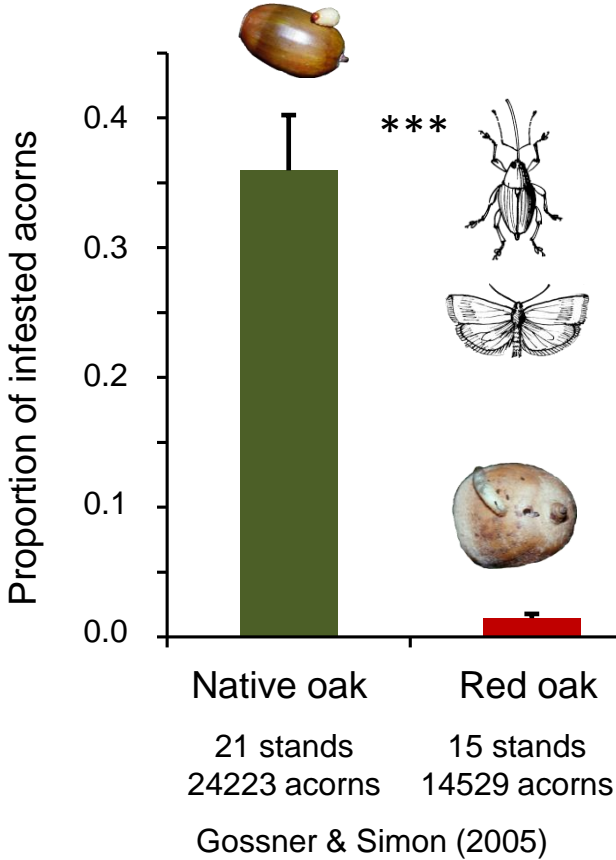 Proportion of infested acorns
0.4
0.3
0.2
0.1
0.0
***
Native oak
Red oak
21 stands
15 stands
24223 acorns
14529 acorns
Gossner & Simon (2005)